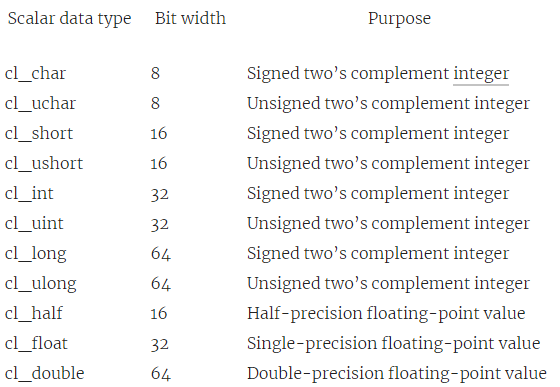 Scalar data type Bit width Purpose
cl_char 8 Signed two’s complement integer
cl_uchar 8 Unsigned two’s complement integer
cl_short 16 Signed two’s complement integer
cl_ushort 16 Unsigned two’s complement integer
cl_int 32 Signed two’s complement integer
cl_uint 32 Unsigned two’s complement integer
cl_long 64 Signed two’s complement integer
cl_ulong 64 Unsigned two’s complement integer
cl_half 16 Half-precision floating-point value
cl_float 32 Single-precision floating-point value
cl_double 64 Double-precision floating-point value